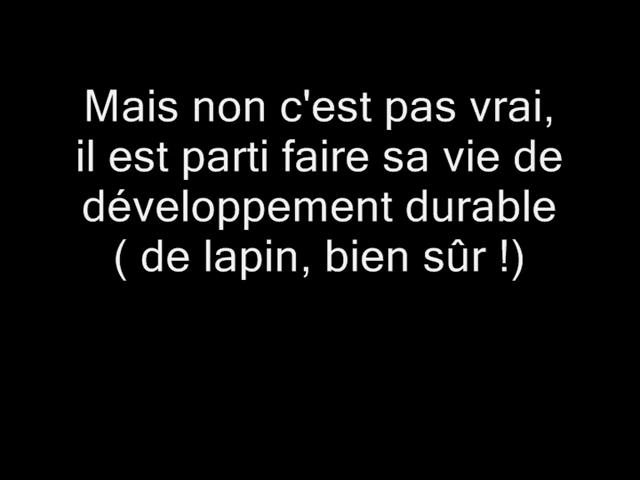 Mais non c'est pas vrai,
il est parti faire sa vie de
développement durable
( de lapin, bien sûr !)